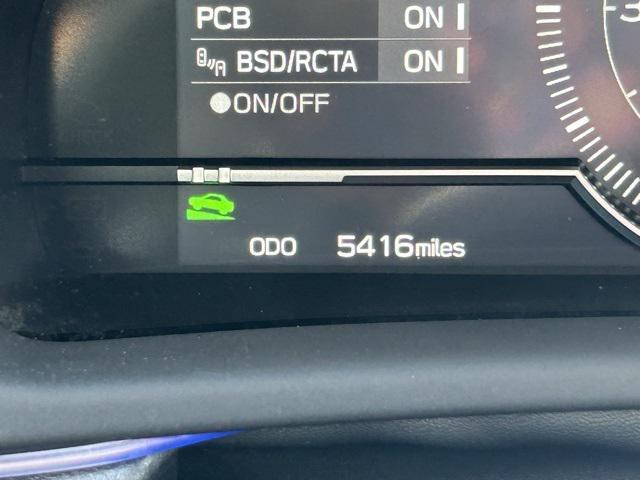 PCB ON
BSD/RCTA ON
ON/OFF
ODO 5416miles